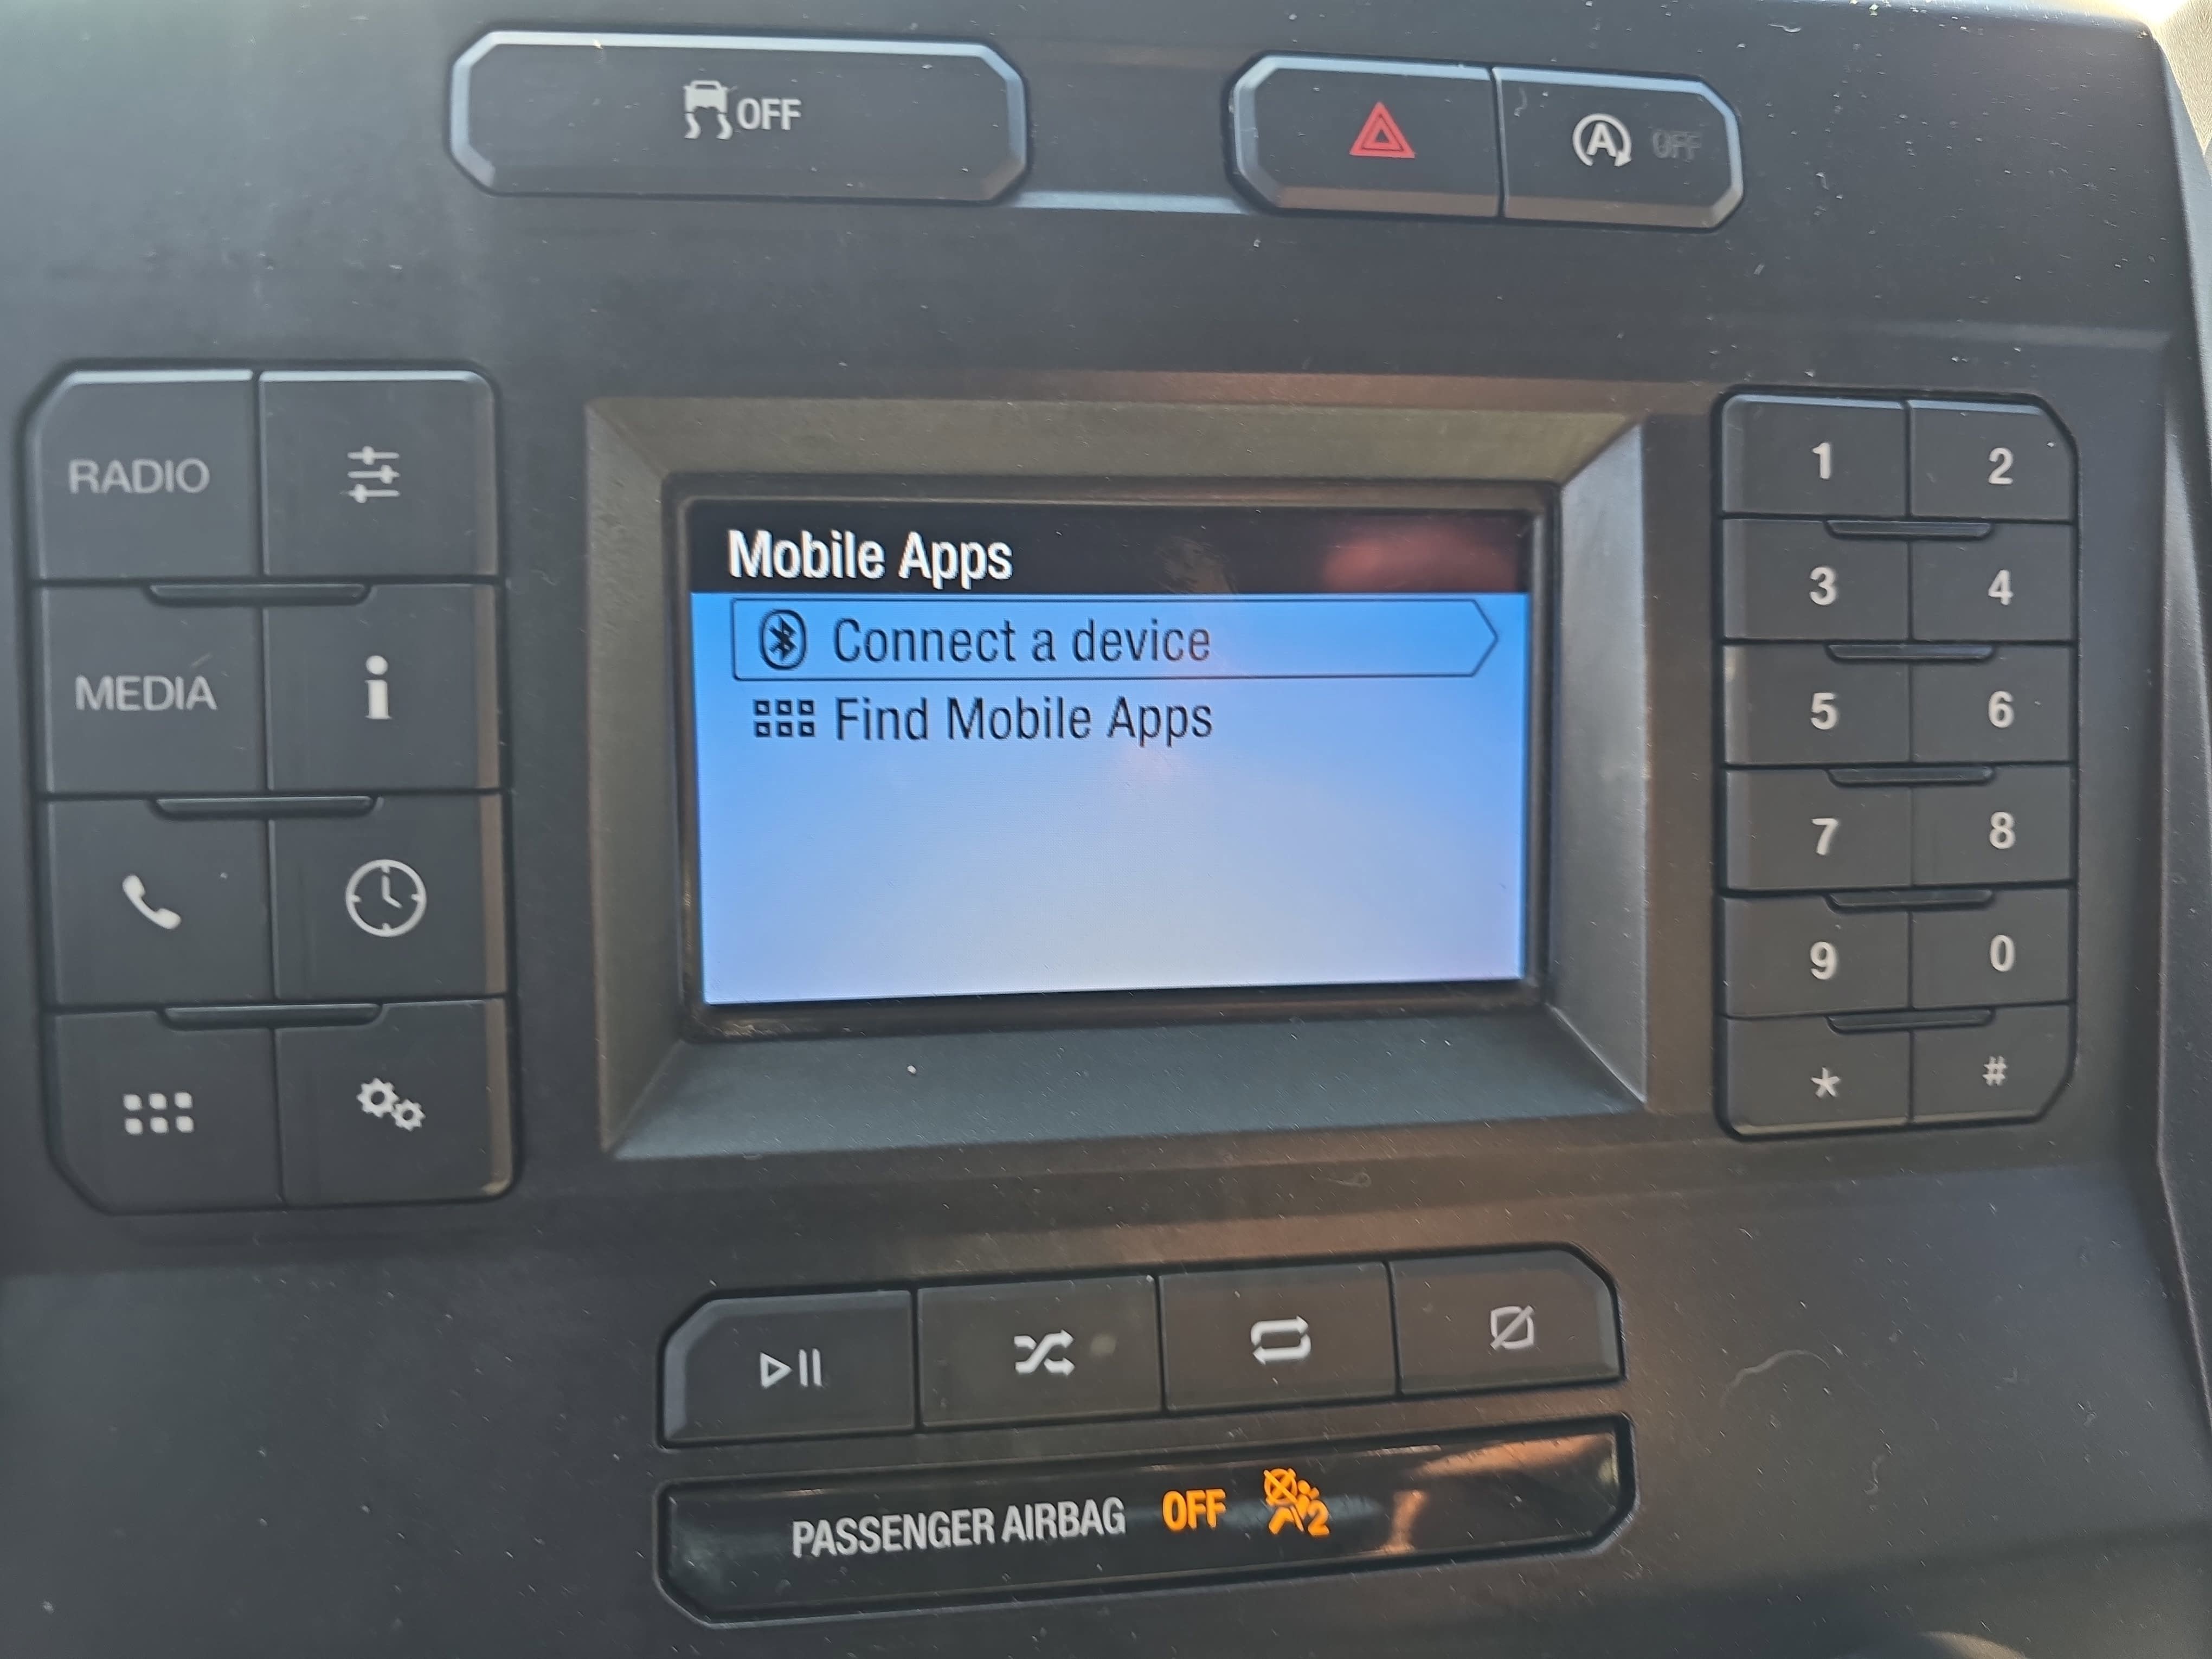 OFF
A OFF
RADIO
MEDIA
i
Mobile Apps
Connect a device
Find Mobile Apps
1 2
3 4
5 6
7 8
9 0
* #
PASSENGER AIRBAG OFF 2